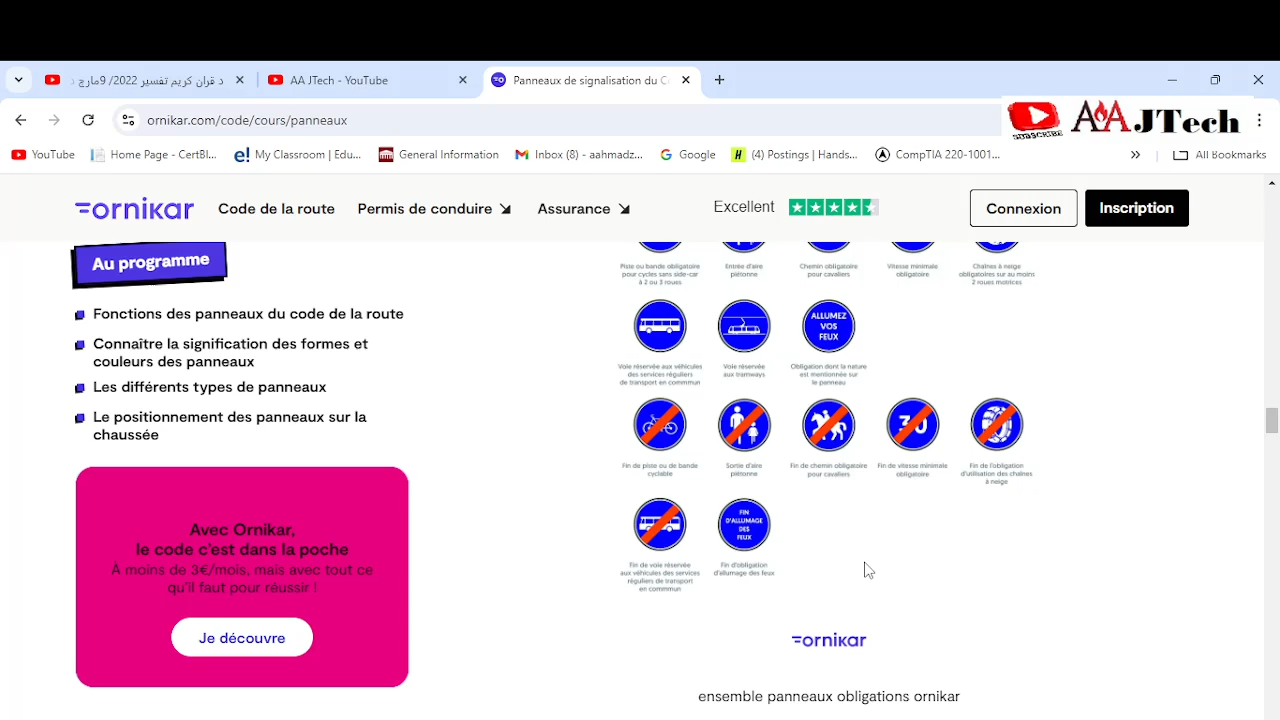 د قران کریم تفسیر 2022/ 9مارچ
AA JTech - YouTube
Panneaux de signalisation du C
ornikar.com/code/cours/panneaux
SUBSCRIBE
AAJTech
YouTube
Home Page - CertBl...
e! My Classroom | Edu...
General Information
Inbox (8) - aahmadz...
Google
H (4) Postings | Hands...
CompTIA 220-1001...
All Bookmarks
ornikar
Code de la route
Permis de conduire
Assurance
Excellent
Connexion
Inscription
Au programme
Fonctions des panneaux du code de la route
Connaître la signification des formes et
couleurs des panneaux
Les différents types de panneaux
Le positionnement des panneaux sur la
chaussée
Avec Ornikar,
le code c'est dans la poche
À moins de 3€/mois, mais avec tout ce
qu'il faut pour réussir !
Je découvre
Piste ou bande obligatoire
pour cycles sans side-car
à 2 ou 3 roues
Entrée d'aire
piétonne
Chemin obligatoire
pour cavaliers
Vitesse minimale
obligatoire
Chaînes à neige
obligatoires sur au moins
2 roues motrices
ALLUMEZ
VOS
FEUX
Voie réservée aux véhicules
des services réguliers
de transport en commmun
Voie réservée
aux tramways
Obligation dont la nature
est mentionnée sur
le panneau
30
Fin de piste ou de bande
cyclable
Sortie d'aire
piétonne
Fin de chemin obligatoire
pour cavaliers
Fin de vitesse minimale
obligatoire
Fin de l'obligation
d'utilisation des chaînes
à neige
FIN
D'ALLUMAGE
DES
FEUX
Fin de voie réservée
aux véhicules des services
réguliers de transport
en commmun
Fin d'obligation
d'allumage des feux
ornikar
ensemble panneaux obligations ornikar